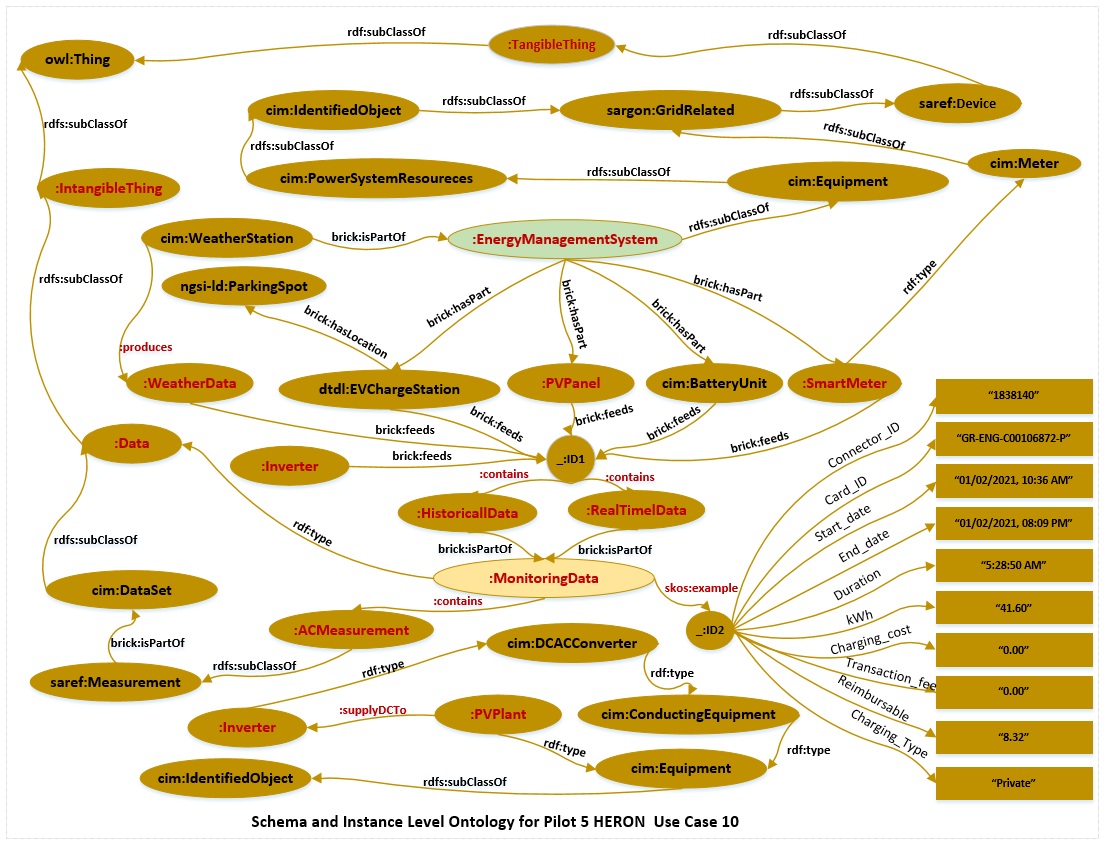 rdf:subClassOf
:TangibleThing
rdf:subClassOf
owl:Thing
rdfs:subClassOf
rdfs:subClassOf
saref:Device
cim:IdentifiedObject
sargon:GridRelated
rdfs:subClassOf
rdfs:subClassOf
rdfs:subClassOf
cim:Meter
cim:PowerSystemResoureces
rdfs:subClassOf
cim:Equipment
:IntangibleThing
rdfs:subClassOf
cim:WeatherStation
brick:isPartOf
:EnergyManagementSystem
rdfs:subClassOf
rdf:type
ngsi-ld:ParkingSpot
brick:hasLocation
brick:hasPart
brick:hasPart
brick:hasPart
brick:hasPart
:produces
:WeatherData
dtdl:EVChargeStation
:PVPanel
cim:BatteryUnit
:SmartMeter
"1838140"
brick:feeds
brick:feeds
brick:feeds
brick:feeds
brick:feeds
Connector_ID
:Data
"GR-ENG-C00106872-P"
:Inverter
brick:feeds
_:ID1
Card_ID
"01/02/2021, 10:36 AM"
:contains
:contains
:HistoricallData
:RealTimelData
Start_date
"01/02/2021, 08:09 PM"
rdf:type
rdfs:subClassOf
brick:isPartOf
brick:isPartOf
End_date
"5:28:50 AM"
:MonitoringData
skos:example
Duration
cim:DataSet
:contains
kWh
"41.60"
:ACMeasurement
_:ID2
Charging_cost
"0.00"
brick:isPartOf
cim:DCACConverter
rdfs:subClassOf
rdf:type
rdf:type
Transaction_fee
"0.00"
saref:Measurement
Reimbursable
:supplyDCTo
:PVPlant
cim:ConductingEquipment
Charging_Type
"8.32"
:Inverter
rdf:type
rdf:type
cim:IdentifiedObject
rdfs:subClassOf
cim:Equipment
"Private"
Schema and Instance Level Ontology for Pilot 5 HERON Use Case 10